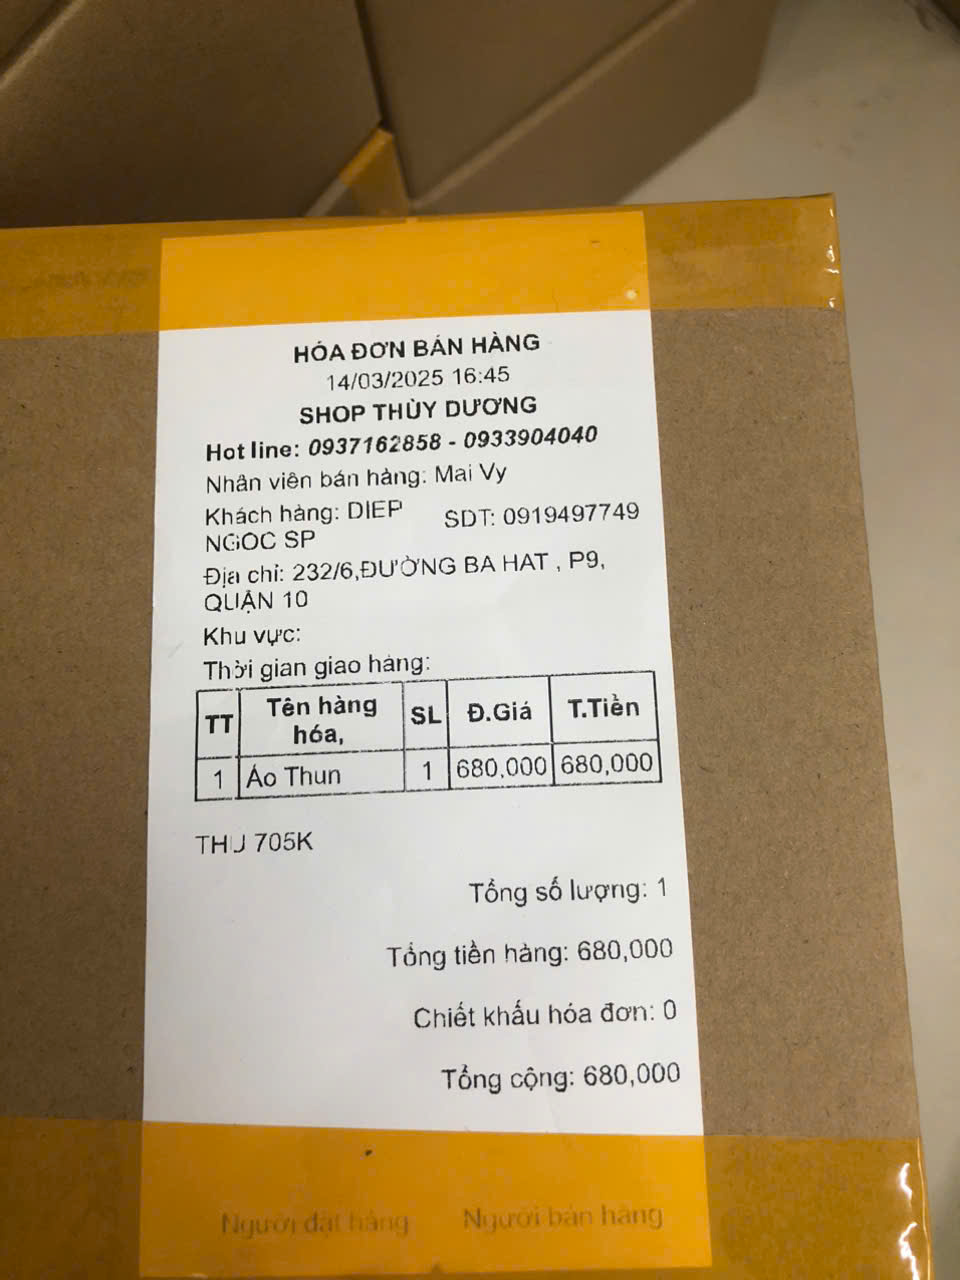 HÓA ĐƠN BÁN HÀNG
14/03/2025 16:45
SHOP THÙY DƯƠNG
Hot line: 0937162858 - 0933904040
Nhân viên bán hàng: Mai Vy
Khách hàng: DIEP NGOC SP SDT: 0919497749
Địa chỉ: 232/6,ĐƯỜNG BA HAT , P9,
QUẬN 10
Khu vực:
Thời gian giao hàng:
TT Tên hàng hóa, SL Đ.Giá T.Tiền
1 Áo Thun 1 680,000 680,000
THU 705K
Tổng số lượng: 1
Tổng tiền hàng: 680,000
Chiết khấu hóa đơn: 0
Tổng cộng: 680,000
Người đặt hàng Người bán hàng